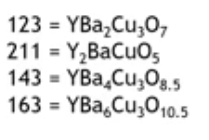 123 = YBa₂Cu₃O₇
211 = Y₂BaCuO₅
143 = YBa₄Cu₃O₈.₅
163 = YBa₆Cu₃O₁₀.₅